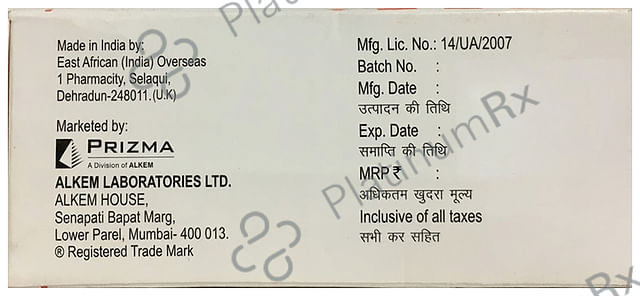 Made in India by:
East African (India) Overseas
1 Pharmacity, Selaqui,
Dehradun-248011.(U.K)
Marketed by:
PRIZMA
A Division of ALKEM
ALKEM LABORATORIES LTD.
ALKEM HOUSE,
Senapati Bapat Marg,
Lower Parel, Mumbai- 400 013.
® Registered Trade Mark
Mfg. Lic. No.: 14/UA/2007
Batch No. :
Mfg. Date :
उत्पादन की तिथि
Exp. Date :
समाप्ति की तिथि
MRP ₹ :
अधिकतम खुदरा मूल्य
Inclusive of all taxes
सभी कर सहित
PlatinumRx